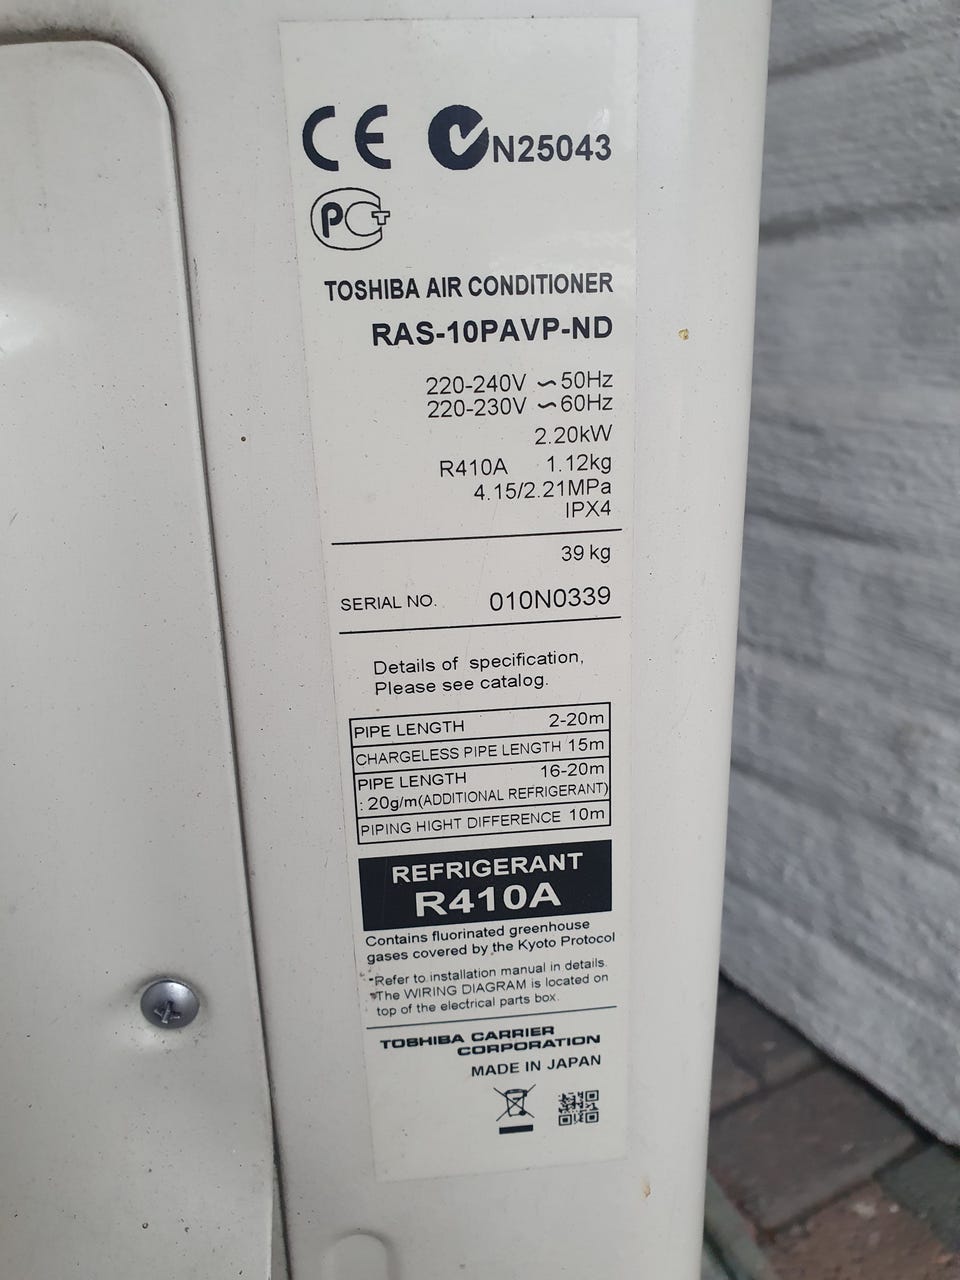 CE N25043
PCT
TOSHIBA AIR CONDITIONER
RAS-10PAVP-ND
220-240V ~50Hz
220-230V ~60Hz
2.20kW
R410A 1.12kg
4.15/2.21MPa
IPX4
39 kg
SERIAL NO. 010N0339
Details of specification,
Please see catalog.
PIPE LENGTH 2-20m
CHARGELESS PIPE LENGTH 15m
PIPE LENGTH 16-20m
: 20g/m(ADDITIONAL REFRIGERANT)
PIPING HIGHT DIFFERENCE 10m
REFRIGERANT
R410A
Contains fluorinated greenhouse
gases covered by the Kyoto Protocol
-Refer to installation manual in details.
The WIRING DIAGRAM is located on
top of the electrical parts box.
TOSHIBA CARRIER
CORPORATION
MADE IN JAPAN